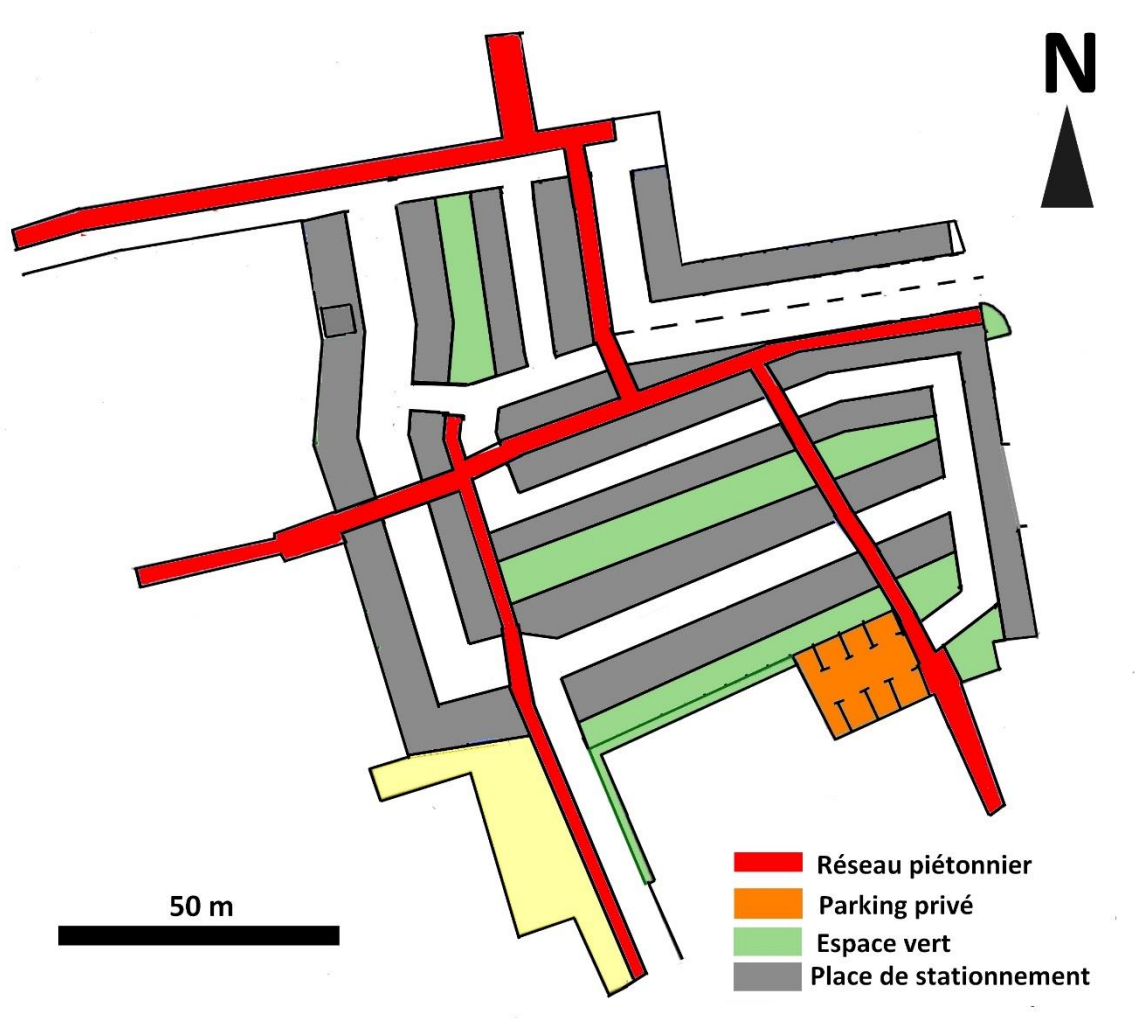 N
50 m
Réseau piétonnier
Parking privé
Espace vert
Place de stationnement